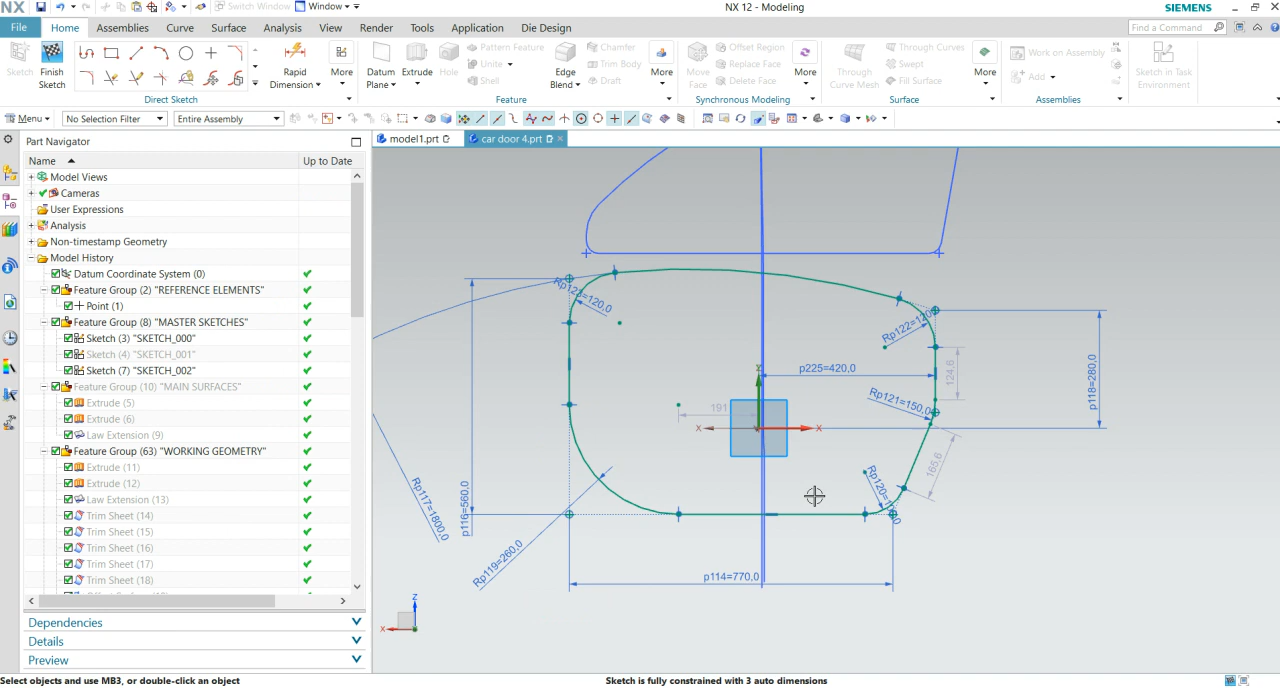 NX
Switch Window
Window
NX 12 - Modeling
SIEMENS
File
Home
Assemblies
Curve
Surface
Analysis
View
Render
Tools
Application
Die Design
Find a Command
Sketch
Finish Sketch
Rapid Dimension
More
Datum Plane
Extrude
Hole
Pattern Feature
Unite
Shell
Edge Blend
Chamfer
Trim Body
Draft
More
Move Face
Offset Region
Replace Face
Delete Face
More
Through Curve Mesh
Through Curves
Swept
Fill Surface
More
Work on Assembly
Add
Sketch in Task Environment
Direct Sketch
Feature
Synchronous Modeling
Surface
Assemblies
Menu
No Selection Filter
Entire Assembly
Part Navigator
model1.prt
car door 4.prt
Name
Up to Date
Model Views
Cameras
User Expressions
Analysis
Non-timestamp Geometry
Model History
Datum Coordinate System (0)
Feature Group (2) "REFERENCE ELEMENTS"
Point (1)
Feature Group (8) "MASTER SKETCHES"
Sketch (3) "SKETCH_000"
Sketch (4) "SKETCH_001"
Sketch (7) "SKETCH_002"
Feature Group (10) "MAIN SURFACES"
Extrude (5)
Extrude (6)
Law Extension (9)
Feature Group (63) "WORKING GEOMETRY"
Extrude (11)
Extrude (12)
Law Extension (13)
Trim Sheet (14)
Trim Sheet (15)
Trim Sheet (16)
Trim Sheet (17)
Trim Sheet (18)
Dependencies
Details
Preview
Rp123=120,0
Rp122=120
p225=420,0
124,6
p118=280,0
Rp121=150,0
191
Z
X
X
165,6
Rp117=1800,0
p116=560,0
Rp119=260,0
p114=770,0
Z
X
Select objects and use MB3, or double-click an object
Sketch is fully constrained with 3 auto dimensions